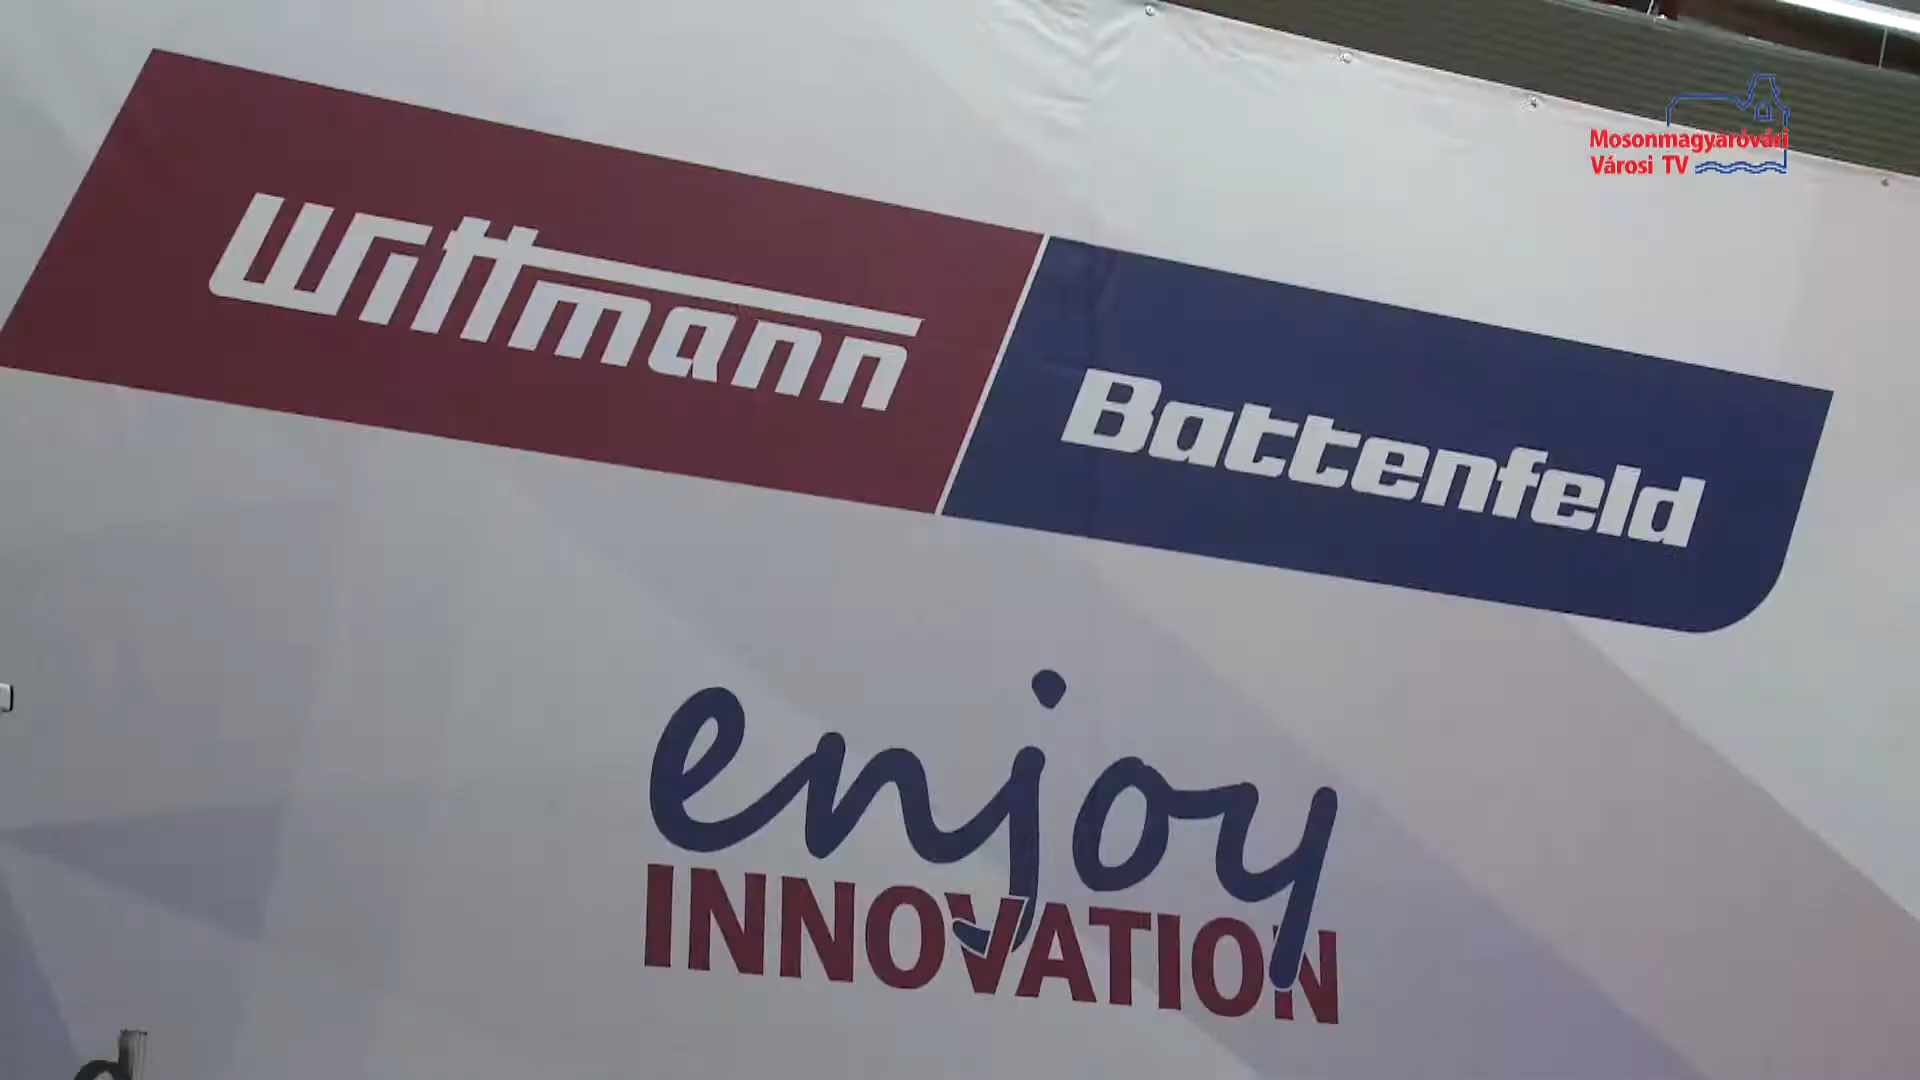 Mosonmagyaróvári
Városi TV
Wittmann
Battenfeld
enjoy
INNOVATION